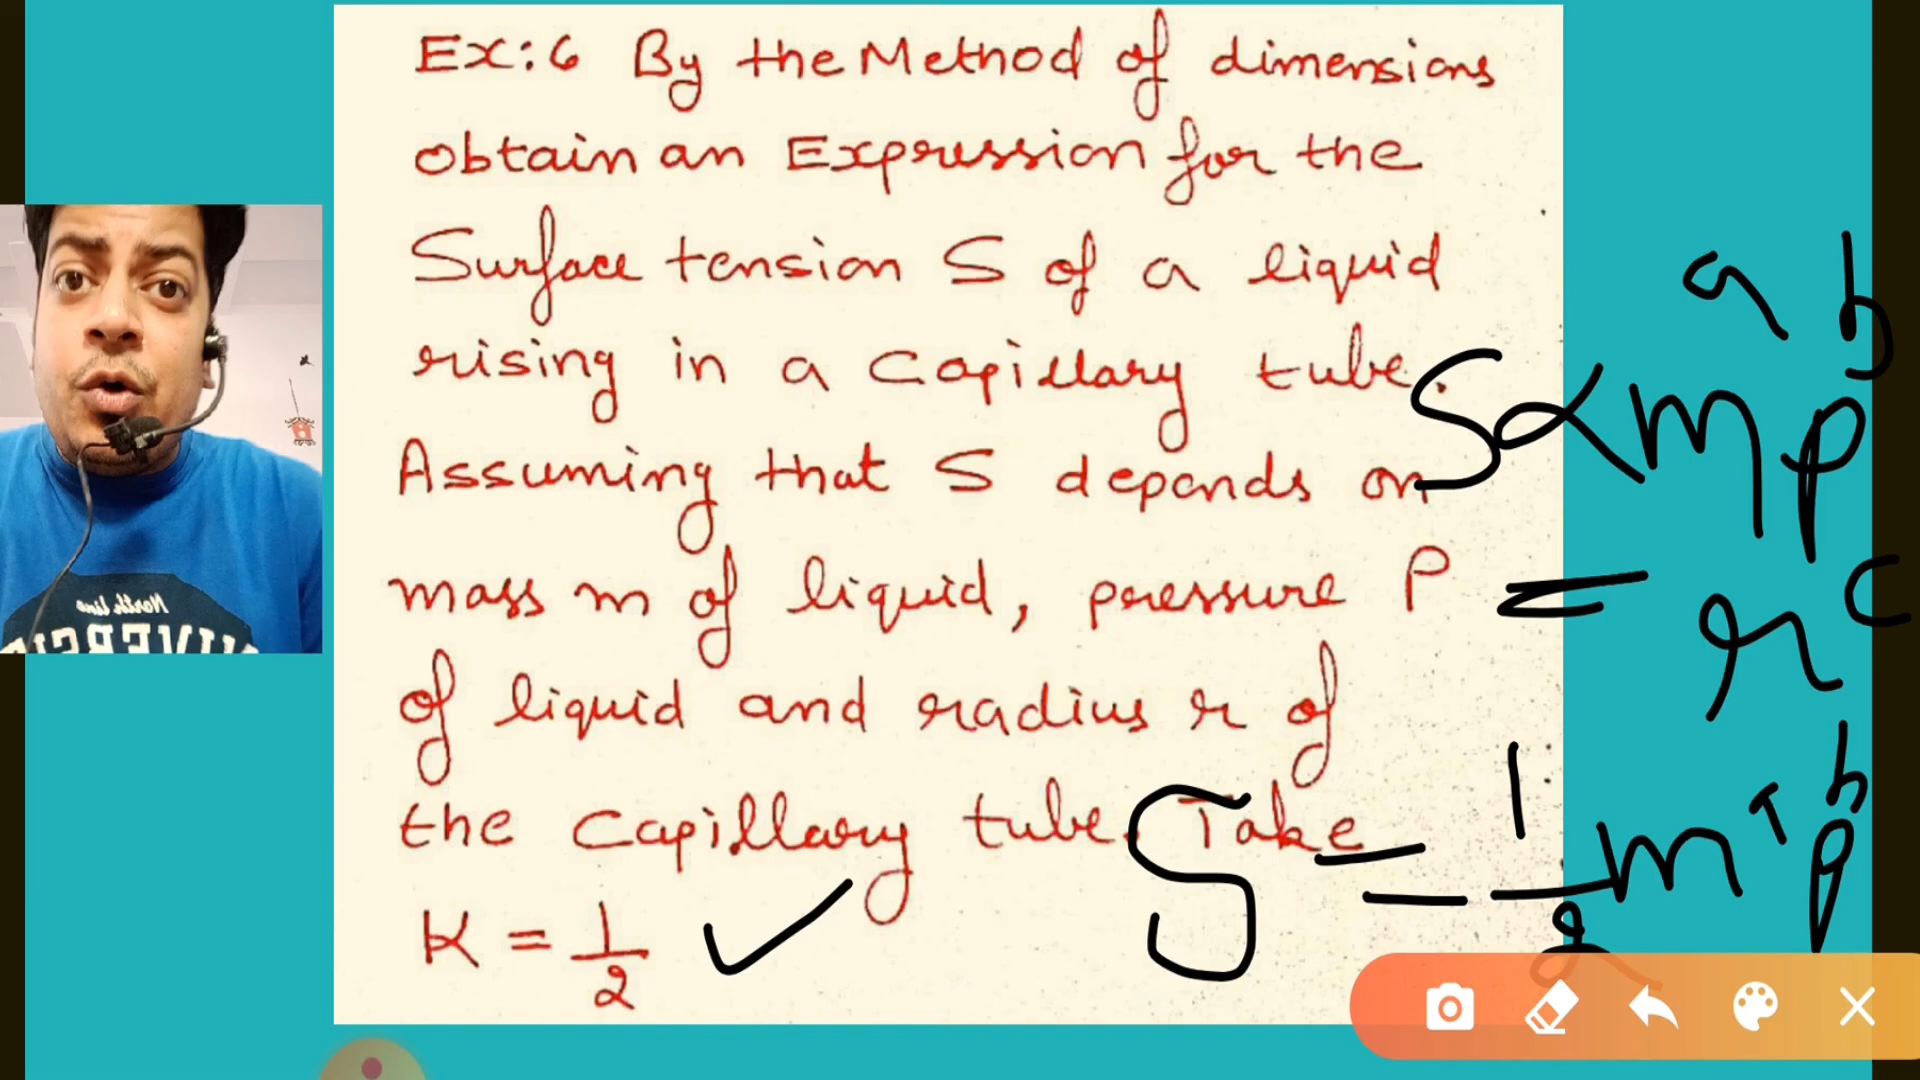 Ex:6 By the Method of dimensions
obtain an Expression for the
Surface tension S of a liquid
rising in a capillary tube.
Assuming that S depends on
mass m of liquid, pressure P
of liquid and radius r of
the Capillary tube. Take
K = 1/2
S ∝ m^a p^b
= r^c
S = 1/2 m^a p^b
North Line